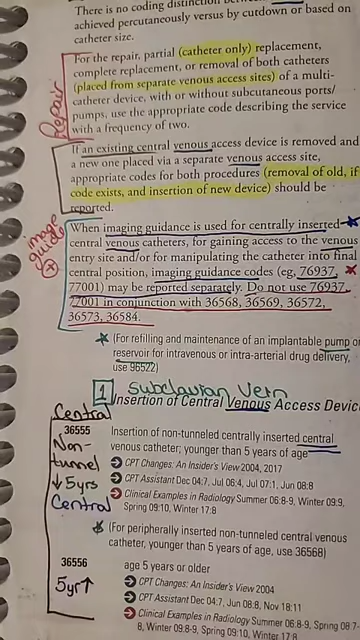 There is no coding distinction between
achieved percutaneously versus by cutdown or based on
catheter size.
Repair
For the repair, partial (catheter only) replacement,
complete replacement, or removal of both catheters
(placed from separate venous access sites) of a multi-
catheter device, with or without subcutaneous ports/
pumps, use the appropriate code describing the service
with a frequency of two.
If an existing central venous access device is removed and
a new one placed via a separate venous access site,
appropriate codes for both procedures (removal of old, if
code exists, and insertion of new device) should be
reported.
image guide
When imaging guidance is used for centrally inserted
central venous catheters, for gaining access to the venous
entry site and/or for manipulating the catheter into final
central position, imaging guidance codes (eg, 76937,
77001) may be reported separately. Do not use 76937,
77001 in conjunction with 36568, 36569, 36572,
36573, 36584.
(For refilling and maintenance of an implantable pump or
reservoir for intravenous or intra-arterial drug delivery,
use 96522)
1 Subclavian Vein
Insertion of Central Venous Access Devic
Central
36555 Insertion of non-tunneled centrally inserted central
venous catheter; younger than 5 years of age
Non-
tunnel
↓5yrs
Central
CPT Changes: An Insider's View 2004, 2017
CPT Assistant Dec 04:7, Jul 06:4, Jul 07:1, Jun 08:8
Clinical Examples in Radiology Summer 06:8-9, Winter 09:9,
Spring 09:10, Winter 17:8
(For peripherally inserted non-tunneled central venous
catheter, younger than 5 years of age, use 36568)
36556 age 5 years or older
5yr↑
CPT Changes: An Insider's View 2004
CPT Assistant Dec 04:7, Jun 08:8, Nov 18:11
Clinical Examples in Radiology Summer 06:8-9, Spring 08:7-
8, Winter 09:8-9, Spring 09:10, Winter 17:8